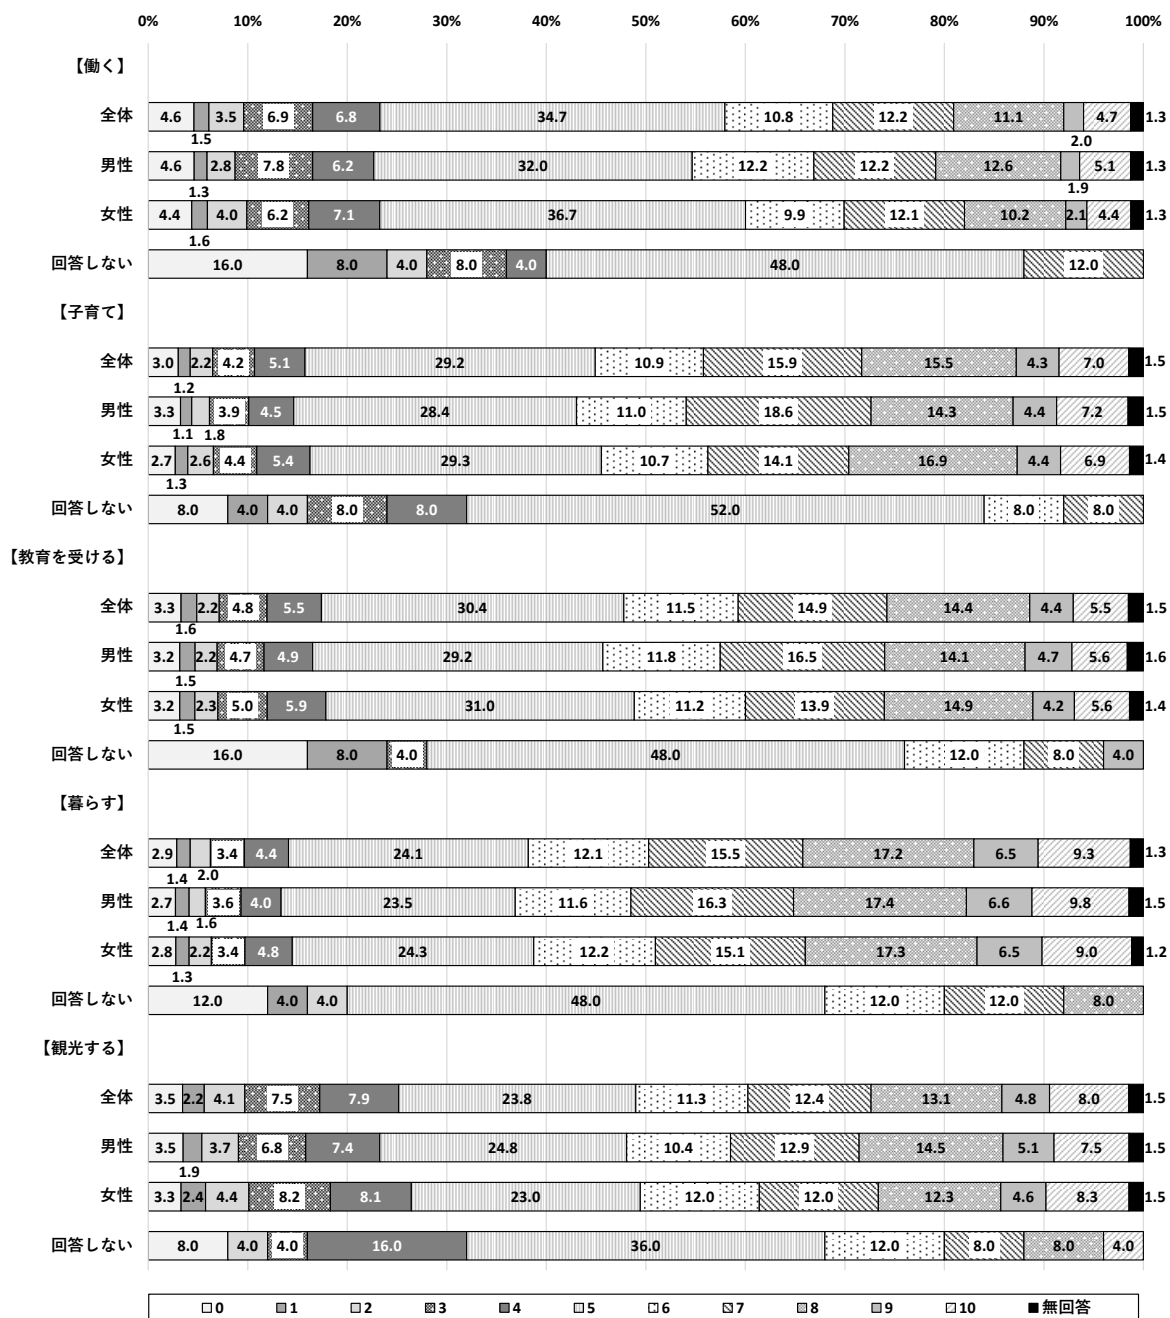 0% 10% 20% 30% 40% 50% 60% 70% 80% 90% 100%
【働く】
全体 4.6 1.5 3.5 6.9 6.8 34.7 10.8 12.2 11.1 2.0 4.7 1.3
男性 4.6 1.3 2.8 7.8 6.2 32.0 12.2 12.2 12.6 1.9 5.1 1.3
女性 4.4 1.6 4.0 6.2 7.1 36.7 9.9 12.1 10.2 2.1 4.4 1.3
回答しない 16.0 8.0 4.0 8.0 4.0 48.0 12.0
【子育て】
全体 3.0 1.2 2.2 4.2 5.1 29.2 10.9 15.9 15.5 4.3 7.0 1.5
男性 3.3 1.1 1.8 3.9 4.5 28.4 11.0 18.6 14.3 4.4 7.2 1.5
女性 2.7 1.3 2.6 4.4 5.4 29.3 10.7 14.1 16.9 4.4 6.9 1.4
回答しない 8.0 4.0 4.0 8.0 8.0 52.0 8.0 8.0
【教育を受ける】
全体 3.3 1.6 2.2 4.8 5.5 30.4 11.5 14.9 14.4 4.4 5.5 1.5
男性 3.2 1.5 2.2 4.7 4.9 29.2 11.8 16.5 14.1 4.7 5.6 1.6
女性 3.2 1.5 2.3 5.0 5.9 31.0 11.2 13.9 14.9 4.2 5.6 1.4
回答しない 16.0 8.0 4.0 48.0 12.0 8.0 4.0
【暮らす】
全体 2.9 1.4 2.0 3.4 4.4 24.1 12.1 15.5 17.2 6.5 9.3 1.3
男性 2.7 1.4 1.6 3.6 4.0 23.5 11.6 16.3 17.4 6.6 9.8 1.5
女性 2.8 1.3 2.2 3.4 4.8 24.3 12.2 15.1 17.3 6.5 9.0 1.2
回答しない 12.0 4.0 4.0 48.0 12.0 12.0 8.0
【観光する】
全体 3.5 2.2 4.1 7.5 7.9 23.8 11.3 12.4 13.1 4.8 8.0 1.5
男性 3.5 1.9 3.7 6.8 7.4 24.8 10.4 12.9 14.5 5.1 7.5 1.5
女性 3.3 2.4 4.4 8.2 8.1 23.0 12.0 12.0 12.3 4.6 8.3 1.5
回答しない 8.0 4.0 4.0 16.0 36.0 12.0 8.0 8.0 4.0
0 1 2 3 4 5 6 7 8 9 10 無回答